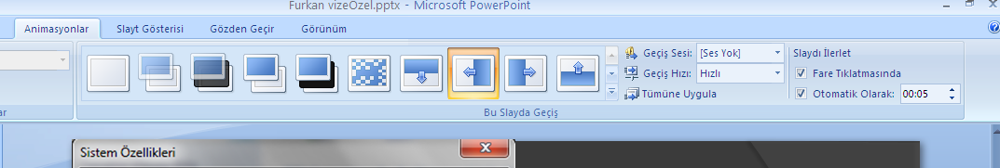 Furkan vizeOzel.pptx - Microsoft PowerPoint
Animasyonlar Slayt Gösterisi Gözden Geçir Görünüm
Geçiş Sesi: [Ses Yok] Slaydı İlerlet
Geçiş Hızı: Hızlı Fare Tıklatmasında
Tümüne Uygula Otomatik Olarak: 00:05
ar Bu Slayda Geçiş
Sistem Özellikleri